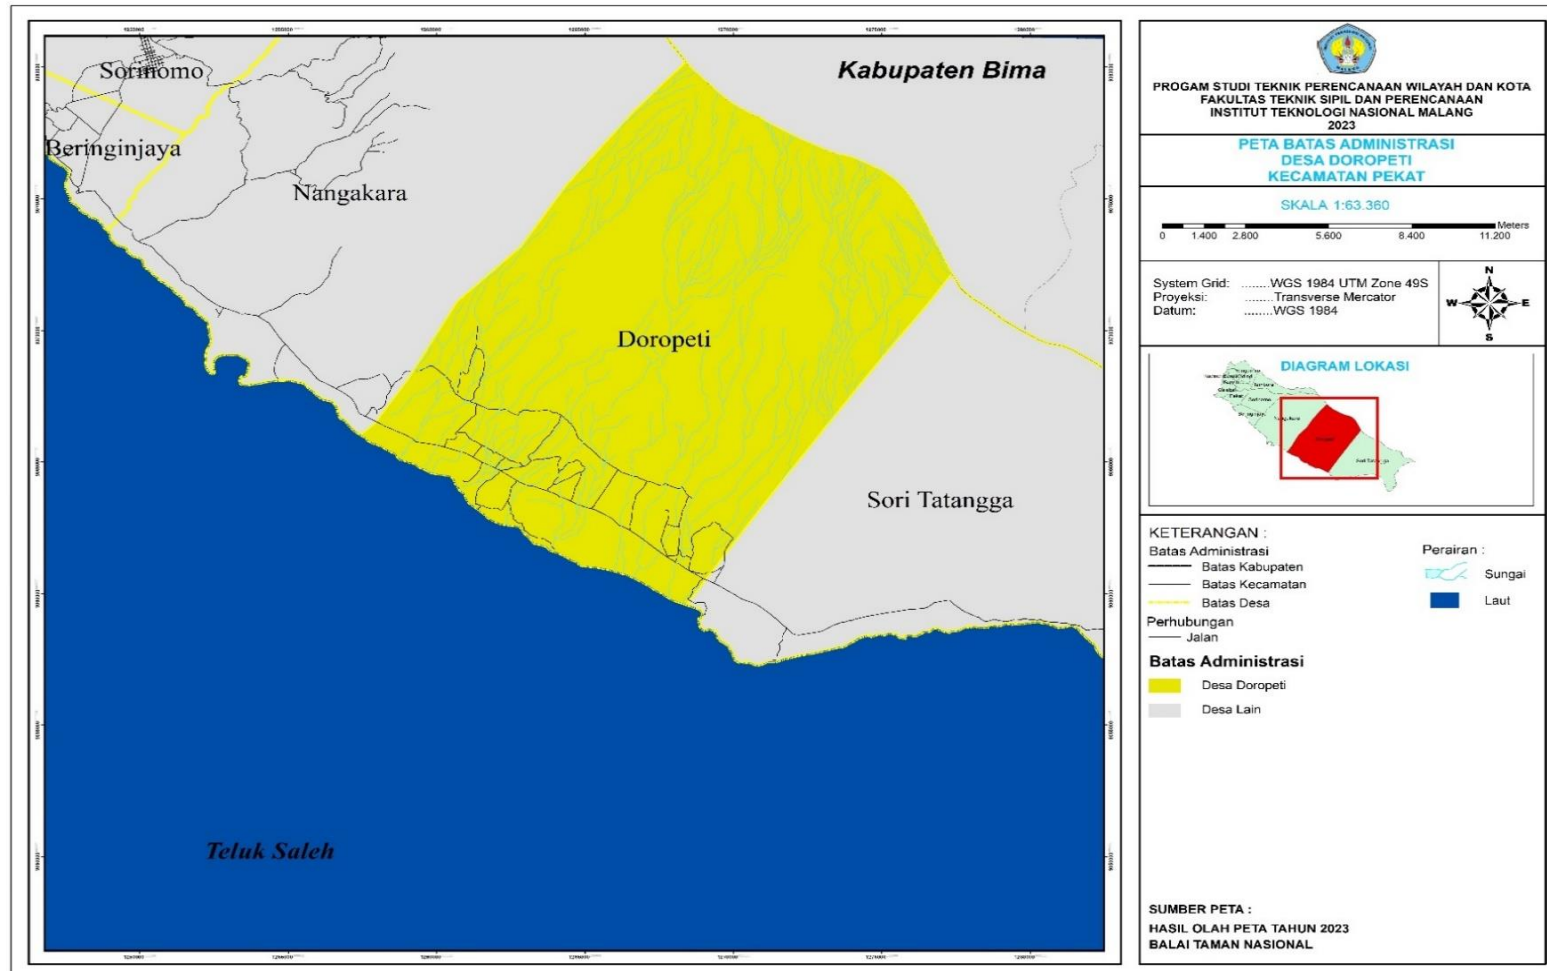 Kabupaten Bima
Sorinomo
Beringinjaya
Nangakara
Doropeti
Sori Tatangga
Teluk Saleh
PROGAM STUDI TEKNIK PERENCANAAN WILAYAH DAN KOTA
FAKULTAS TEKNIK SIPIL DAN PERENCANAAN
INSTITUT TEKNOLOGI NASIONAL MALANG
2023
PETA BATAS ADMINISTRASI
DESA DOROPETI
KECAMATAN PEKAT
SKALA 1:63.360
Meters
0 1.400 2.800 5.600 8.400 11.200
System Grid: ........WGS 1984 UTM Zone 49S
Proyeksi: ........Transverse Mercator
Datum: ........WGS 1984
N
W E
S
DIAGRAM LOKASI
KETERANGAN :
Batas Administrasi
Batas Kabupaten
Batas Kecamatan
Batas Desa
Perhubungan
Jalan
Perairan :
Sungai
Laut
Batas Administrasi
Desa Doropeti
Desa Lain
SUMBER PETA :
HASIL OLAH PETA TAHUN 2023
BALAI TAMAN NASIONAL